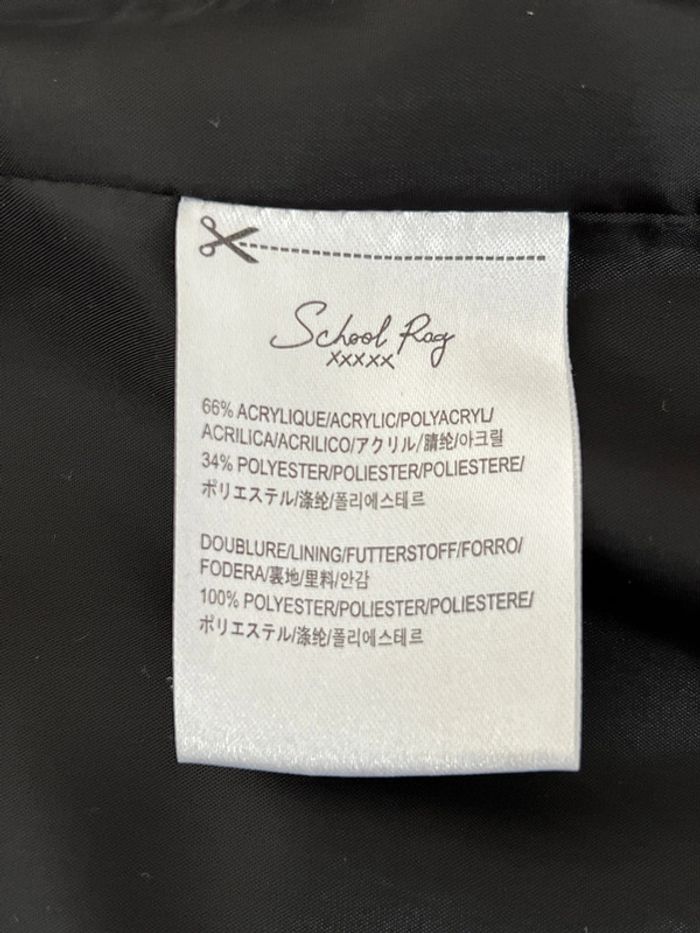 School Rag
xxxxx
66% ACRYLIQUE/ACRYLIC/POLYACRYL/
ACRILICA/ACRILICO/アクリル/腈纶/아크릴
34% POLYESTER/POLIESTER/POLIESTERE/
ポリエステル/涤纶/폴리에스테르
DOUBLURE/LINING/FUTTERSTOFF/FORRO/
FODERA/裏地/里料/안감
100% POLYESTER/POLIESTER/POLIESTERE/
ポリエステル/涤纶/폴리에스테르